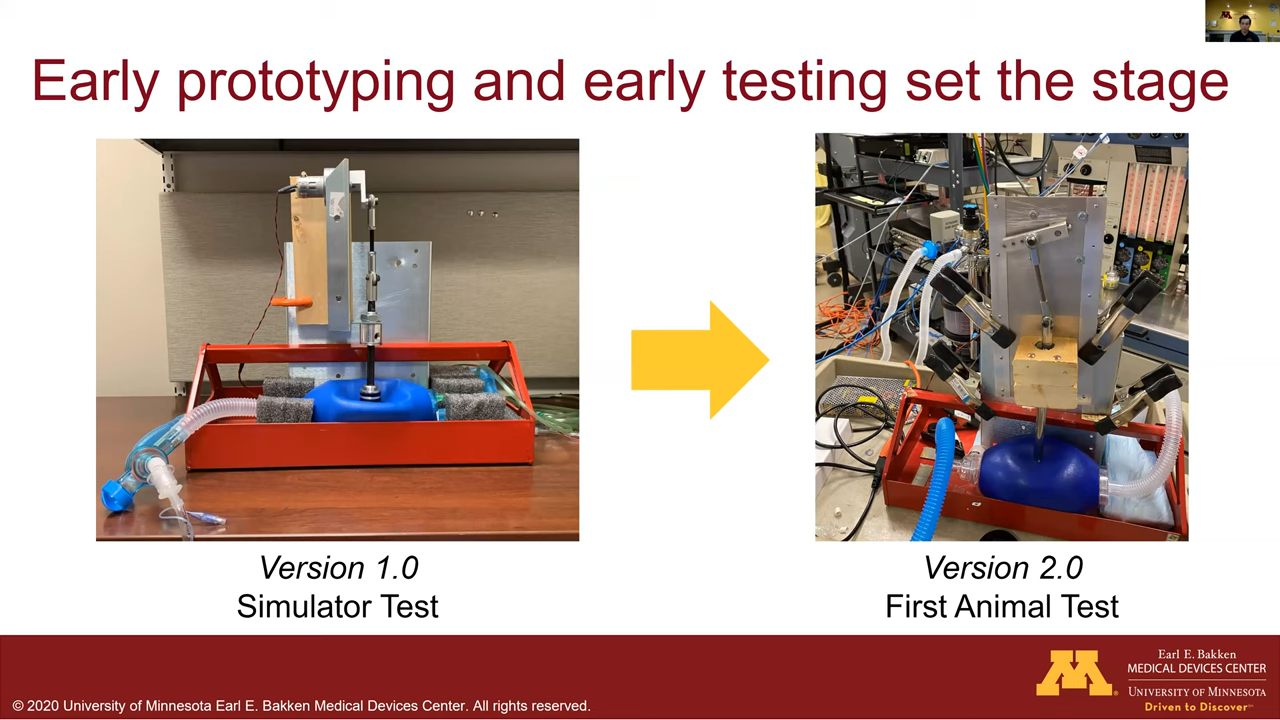 Early prototyping and early testing set the stage
Version 1.0
Simulator Test
Version 2.0
First Animal Test
Earl E. Bakken
MEDICAL DEVICES CENTER
UNIVERSITY OF MINNESOTA
Driven to Discover
© 2020 University of Minnesota Earl E. Bakken Medical Devices Center. All rights reserved.